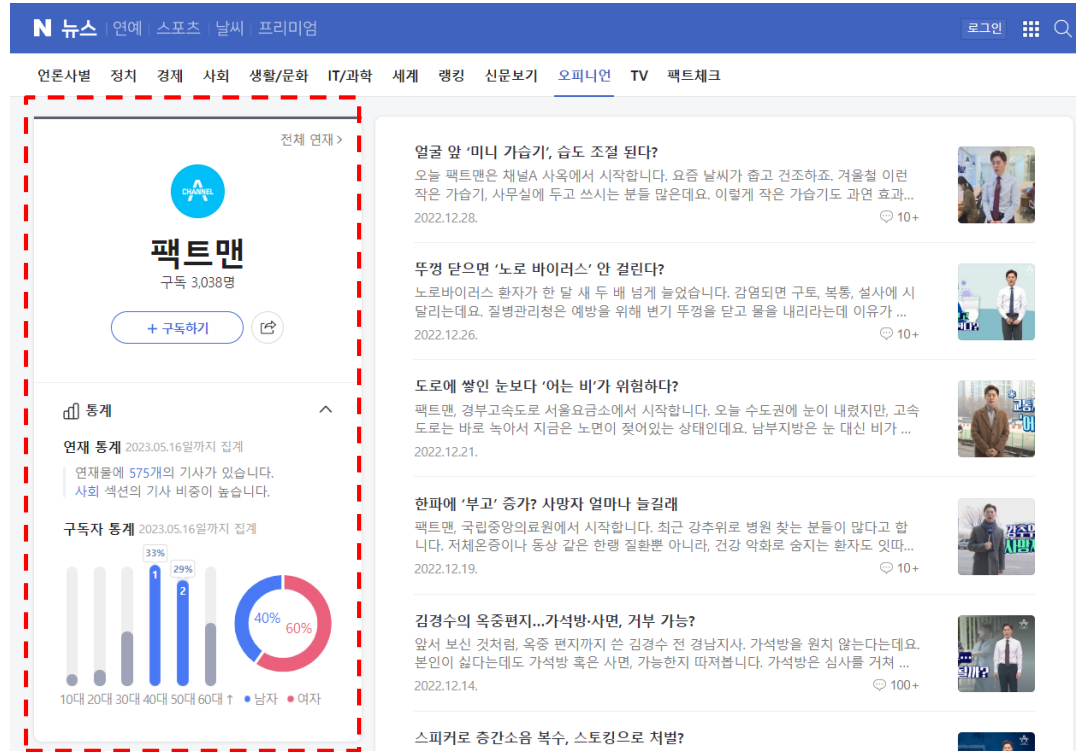 N 뉴스 연예 스포츠 날씨 프리미엄 로그인
언론사별 정치 경제 사회 생활/문화 IT/과학 세계 랭킹 신문보기 오피니언 TV 팩트체크
전체 연재 >
CHANNEL A
팩트맨
구독 3,038명
+ 구독하기
통계
연재 통계 2023.05.16일까지 집계
연재물에 575개의 기사가 있습니다.
사회 섹션의 기사 비중이 높습니다.
구독자 통계 2023.05.16일까지 집계
33%
1
29%
2
40%
60%
10대 20대 30대 40대 50대 60대 ↑ ● 남자 ● 여자
얼굴 앞 ‘미니 가습기’, 습도 조절 된다?
오늘 팩트맨은 채널A 사옥에서 시작합니다. 요즘 날씨가 춥고 건조하죠. 겨울철 이런
작은 가습기, 사무실에 두고 쓰시는 분들 많은데요. 이렇게 작은 가습기도 과연 효과...
2022.12.28. 10+
뚜껑 닫으면 ‘노로 바이러스’ 안 걸린다?
노로바이러스 환자가 한 달 새 두 배 넘게 늘었습니다. 감염되면 구토, 복통, 설사에 시
달리는데요. 질병관리청은 예방을 위해 변기 뚜껑을 닫고 물을 내리라는데 이유가 ...
2022.12.26. 10+
도로에 쌓인 눈보다 ‘어는 비’가 위험하다?
팩트맨, 경부고속도로 서울요금소에서 시작합니다. 오늘 수도권에 눈이 내렸지만, 고속
도로는 바로 녹아서 지금은 노면이 젖어있는 상태인데요. 남부지방은 눈 대신 비가 ...
2022.12.21.
한파에 ‘부고’ 증가? 사망자 얼마나 늘길래
팩트맨, 국립중앙의료원에서 시작합니다. 최근 강추위로 병원 찾는 분들이 많다고 합
니다. 저체온증이나 동상 같은 한랭 질환뿐 아니라, 건강 악화로 숨지는 환자도 잇따...
2022.12.19. 10+
김경수의 옥중편지...가석방·사면, 거부 가능?
앞서 보신 것처럼, 옥중 편지까지 쓴 김경수 전 경남지사. 가석방을 원치 않는다는데요.
본인이 싫다는데도 가석방 혹은 사면, 가능한지 따져봅니다. 가석방은 심사를 거쳐 ...
2022.12.14. 100+
스피커로 층간소음 복수, 스토킹으로 처벌?